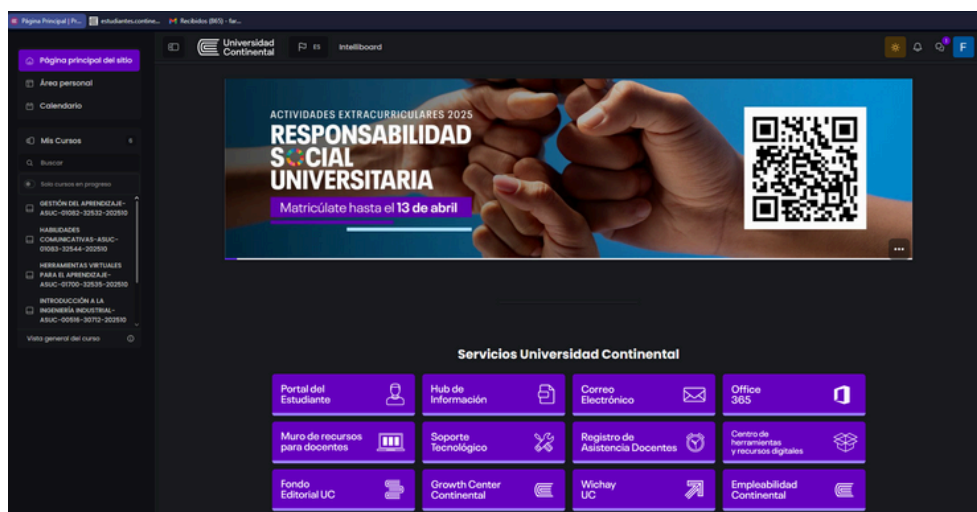 Página Principal | Pr...
estudiantes.contine...
Recibidos (865) - far...
Universidad
Continental
ES
Intelliboard
F
Página principal del sitio
Área personal
Calendario
Mis Cursos
6
Buscar
Solo cursos en progreso
GESTIÓN DEL APRENDIZAJE-
ASUC-01082-32532-202510
HABILIDADES
COMUNICATIVAS-ASUC-
01083-32544-202510
HERRAMIENTAS VIRTUALES
PARA EL APRENDIZAJE-
ASUC-01700-32535-202510
INTRODUCCIÓN A LA
INGENIERÍA INDUSTRIAL-
ASUC-00516-30712-202510
Vista general del curso
ACTIVIDADES EXTRACURRICULARES 2025
RESPONSABILIDAD
SOCIAL
UNIVERSITARIA
Matricúlate hasta el 13 de abril
Servicios Universidad Continental
Portal del
Estudiante
Hub de
Información
Correo
Electrónico
Office
365
Muro de recursos
para docentes
Soporte
Tecnológico
Registro de
Asistencia Docentes
Centro de
herramientas
y recursos digitales
Fondo
Editorial UC
Growth Center
Continental
Wichay
UC
Empleabilidad
Continental